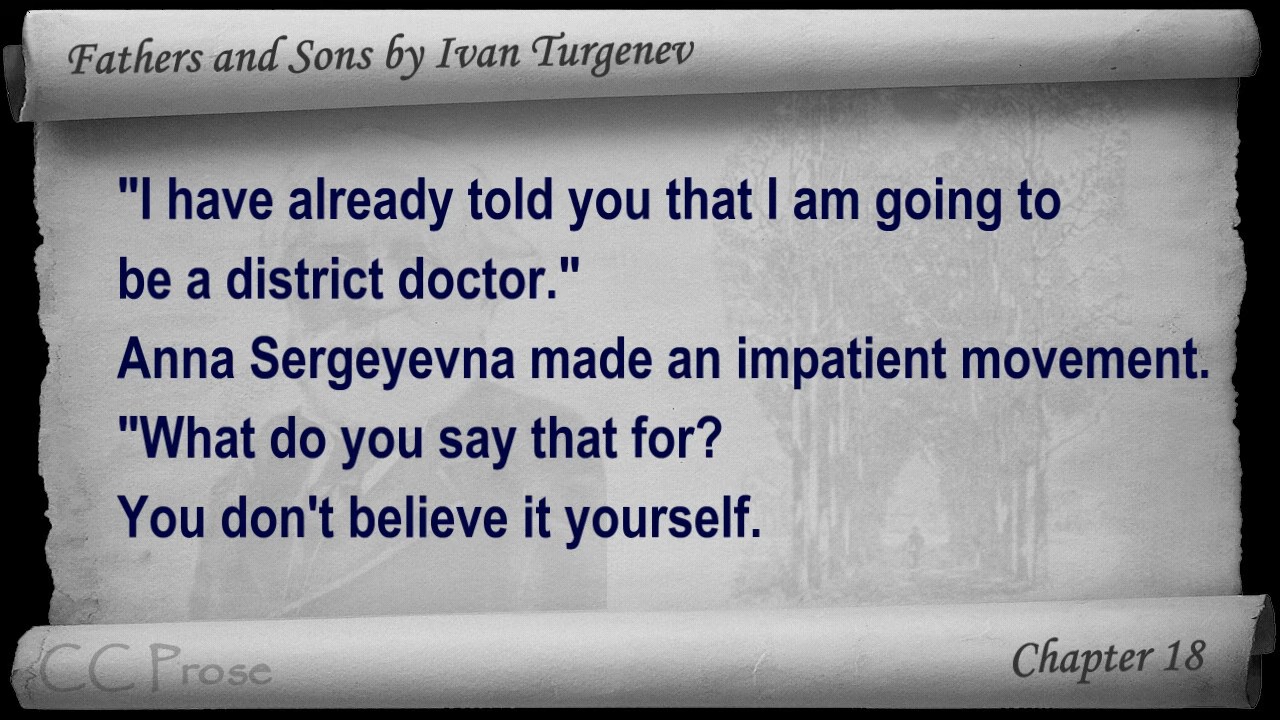 Fathers and Sons by Ivan Turgenev
"I have already told you that I am going to
be a district doctor."
Anna Sergeyevna made an impatient movement.
"What do you say that for?
You don't believe it yourself.
CC Prose
Chapter 18